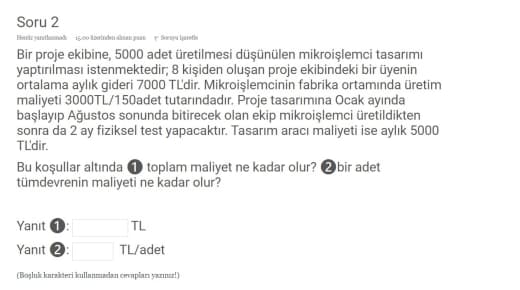 Soru 2
Henüz yanıtlanmadı 15,00 üzerinden alınan puan Soruyu işaretle
Bir proje ekibine, 5000 adet üretilmesi düşünülen mikroişlemci tasarımı
yaptırılması istenmektedir; 8 kişiden oluşan proje ekibindeki bir üyenin
ortalama aylık gideri 7000 TL'dir. Mikroişlemcinin fabrika ortamında üretim
maliyeti 3000TL/150adet tutarındadır. Proje tasarımına Ocak ayında
başlayıp Ağustos sonunda bitirecek olan ekip mikroişlemci üretildikten
sonra da 2 ay fiziksel test yapacaktır. Tasarım aracı maliyeti ise aylık 5000
TL'dir.
Bu koşullar altında ❶ toplam maliyet ne kadar olur? ❷bir adet
tümdevrenin maliyeti ne kadar olur?
Yanıt ❶: TL
Yanıt ❷: TL/adet
(Boşluk karakteri kullanmadan cevapları yazınız!)